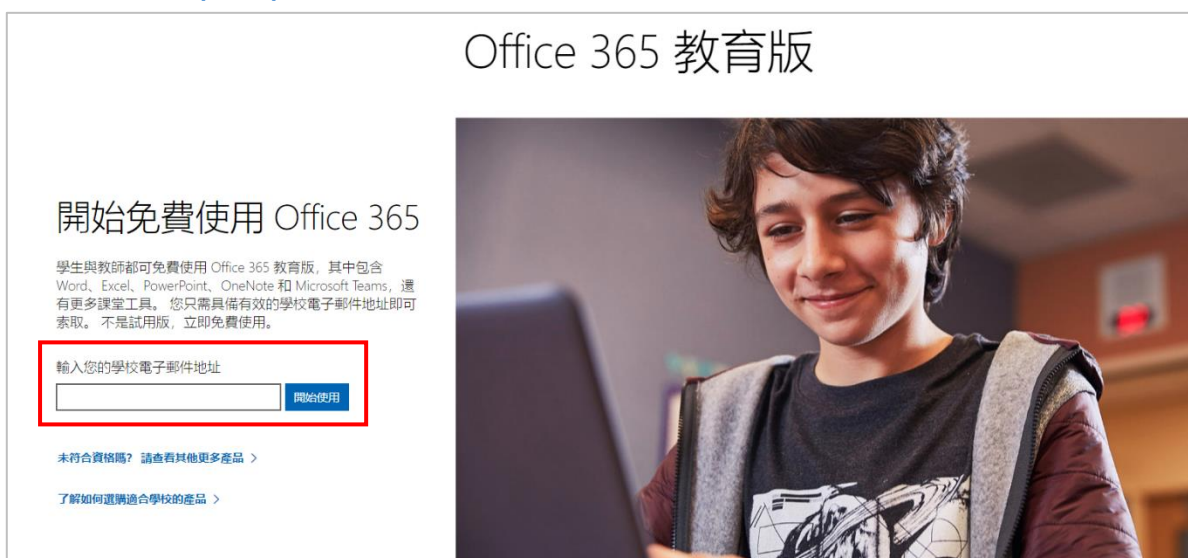 Office 365 教育版
開始免費使用 Office 365
學生與教師都可免費使用 Office 365 教育版，其中包含
Word、Excel、PowerPoint、OneNote 和 Microsoft Teams，還
有更多課堂工具。 您只需具備有效的學校電子郵件地址即可
索取。 不是試用版，立即免費使用。
輸入您的學校電子郵件地址
開始使用
未符合資格嗎? 請查看其他更多產品 >
了解如何選購適合學校的產品 >